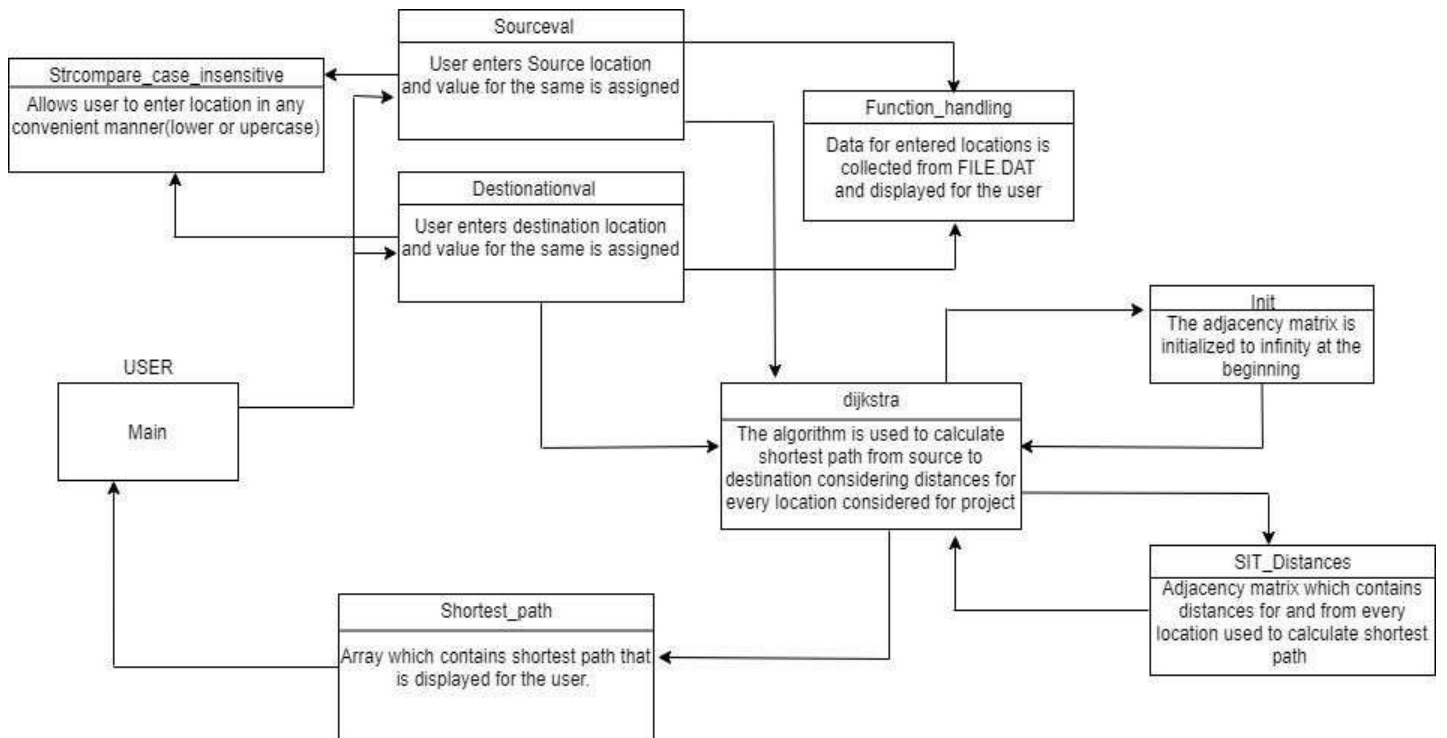 Sourceval
User enters Source location
and value for the same is assigned
Strcompare_case_insensitive
Allows user to enter location in any
convenient manner(lower or upercase)
Function_handling
Data for entered locations is
collected from FILE.DAT
and displayed for the user
Destionationval
User enters destination location
and value for the same is assigned
Init
The adjacency matrix is
initialized to infinity at the
beginning
USER
Main
dijkstra
The algorithm is used to calculate
shortest path from source to
destination considering distances for
every location considered for project
SIT_Distances
Adjacency matrix which contains
distances for and from every
location used to calculate shortest
path
Shortest_path
Array which contains shortest path that
is displayed for the user.